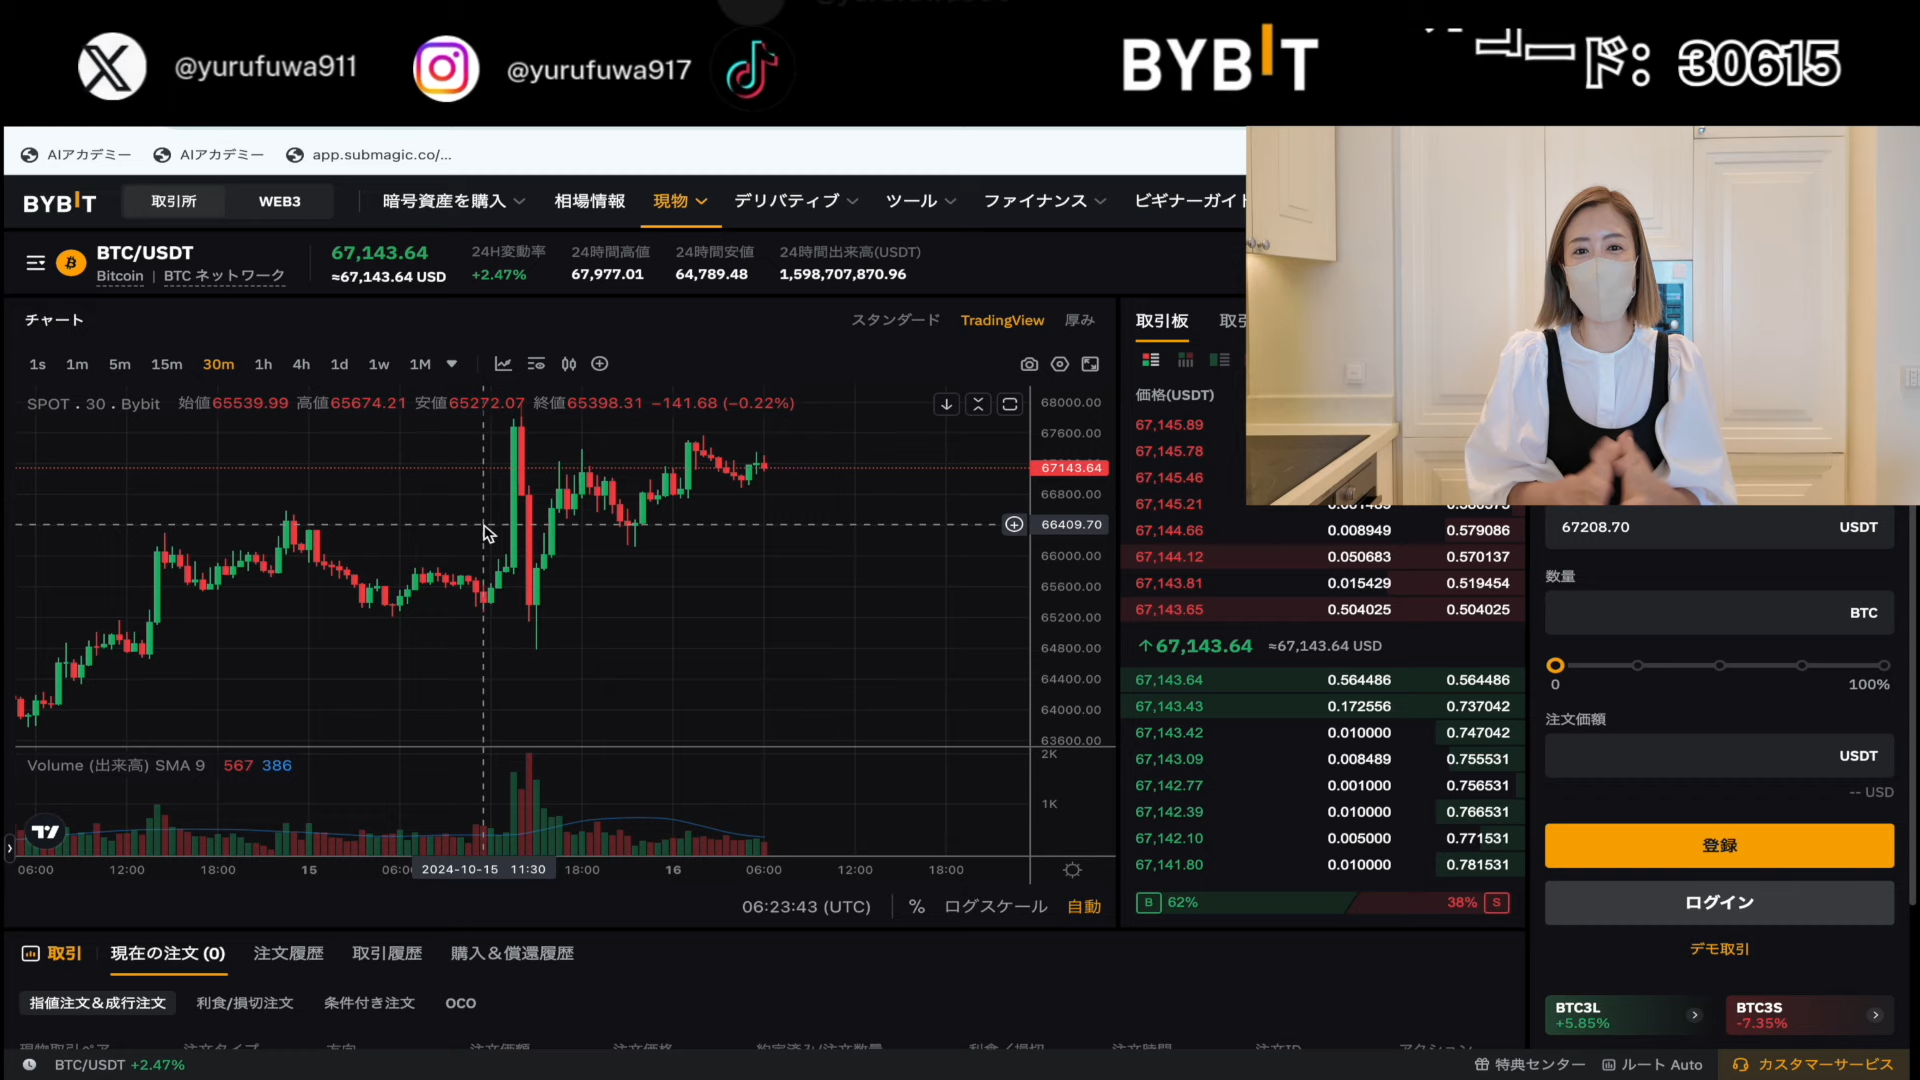 @yurufuwa911
@yurufuwa917
BYBIT
コード: 30615
AIアカデミー
AIアカデミー
app.submagic.co/...
BYBIT
取引所
WEB3
暗号資産を購入
相場情報
現物
デリバティブ
ツール
ファイナンス
ビギナーガイド
BTC/USDT
Bitcoin | BTC ネットワーク
67,143.64
≈67,143.64 USD
24H変動率
+2.47%
24時間高値
67,977.01
24時間安値
64,789.48
24時間出来高(USDT)
1,598,707,870.96
チャート
スタンダード
TradingView
厚み
1s 1m 5m 15m 30m 1h 4h 1d 1w 1M
SPOT . 30 . Bybit 始値65539.99 高値65674.21 安値65272.07 終値65398.31 −141.68 (−0.22%)
68000.00
67600.00
67143.64
66800.00
66409.70
66000.00
65600.00
65200.00
64800.00
64400.00
64000.00
63600.00
Volume (出来高) SMA 9 567 386
2K
1K
06:00 12:00 18:00 15 06:00 2024-10-15 11:30 18:00 16 06:00 12:00 18:00
06:23:43 (UTC) % ログスケール 自動
取引板
取引
価格(USDT)
67,145.89
67,145.78
67,145.46
67,145.21
67,144.66 0.008949 0.579086
67,144.12 0.050683 0.570137
67,143.81 0.015429 0.519454
67,143.65 0.504025 0.504025
↑67,143.64 ≈67,143.64 USD
67,143.64 0.564486 0.564486
67,143.43 0.172556 0.737042
67,143.42 0.010000 0.747042
67,143.09 0.008489 0.755531
67,142.77 0.001000 0.756531
67,142.39 0.010000 0.766531
67,142.10 0.005000 0.771531
67,141.80 0.010000 0.781531
B 62% 38% S
67208.70 USDT
数量
BTC
0 100%
注文価額
USDT
-- USD
登録
ログイン
デモ取引
BTC3L
+5.85%
BTC3S
-7.35%
取引
現在の注文 (0)
注文履歴
取引履歴
購入＆償還履歴
指値注文&成行注文
利食/損切注文
条件付き注文
OCO
BTC/USDT +2.47%
特典センター
ルート Auto
カスタマーサービス